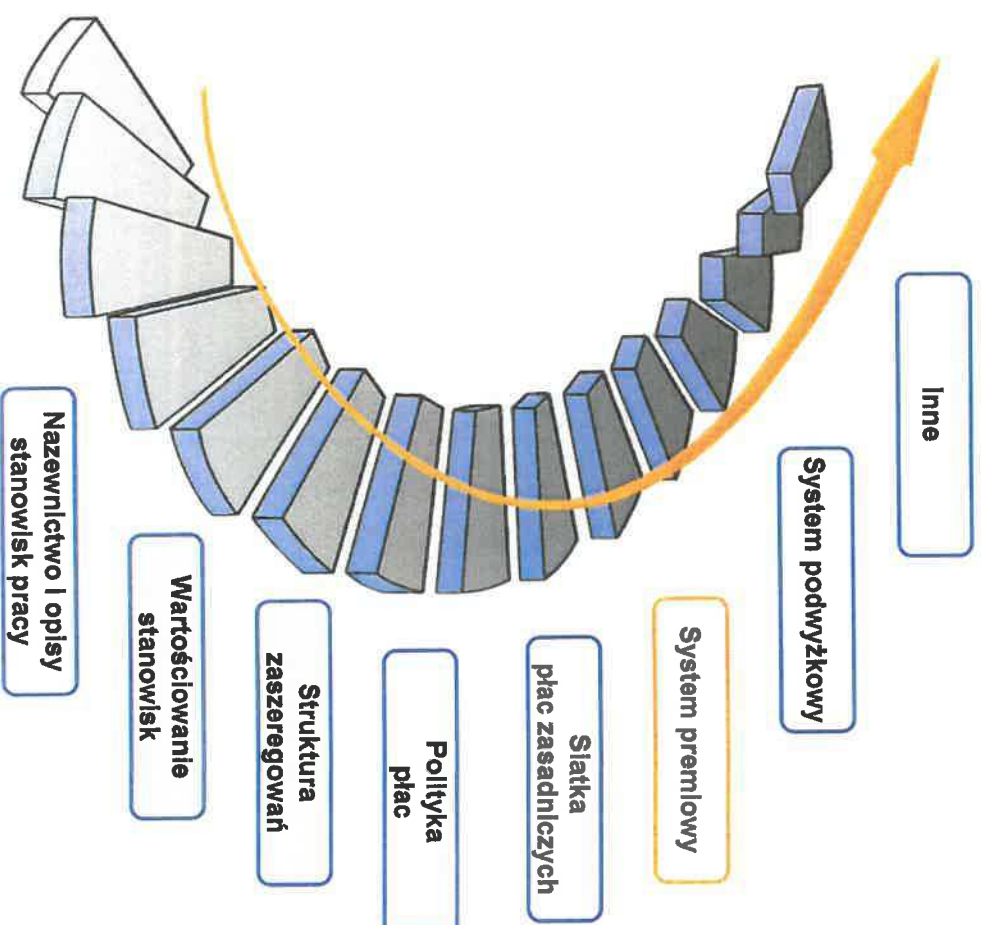 Inne
System podwyżkowy
System premiowy
Siatka
płac zasadniczych
Polityka
płac
Struktura
zaszeregowań
Wartościowanie
stanowisk
Nazewnictwo i opisy
stanowisk pracy